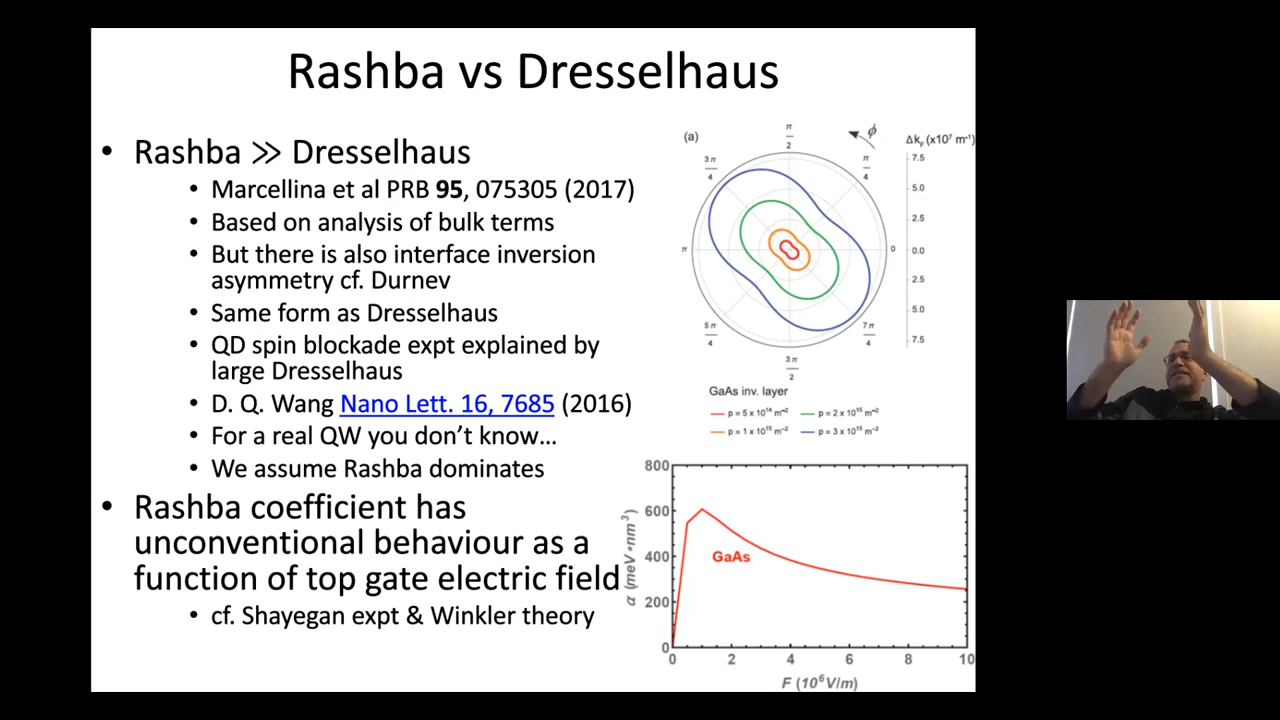 Rashba vs Dresselhaus
• Rashba ≫ Dresselhaus
• Marcellina et al PRB 95, 075305 (2017)
• Based on analysis of bulk terms
• But there is also interface inversion
asymmetry cf. Durnev
• Same form as Dresselhaus
• QD spin blockade expt explained by
large Dresselhaus
• D. Q. Wang Nano Lett. 16, 7685 (2016)
• For a real QW you don't know…
• We assume Rashba dominates
• Rashba coefficient has
unconventional behaviour as a
function of top gate electric field
• cf. Shayegan expt & Winkler theory
(a)
π/2
ϕ
Δk_F (x10⁷ m⁻¹)
3π/4
π/4
7.5
5.0
2.5
π
0
0.0
2.5
5π/4
7π/4
5.0
7.5
3π/2
GaAs inv. layer
p = 5 x 10¹⁴ m⁻²
p = 2 x 10¹⁵ m⁻²
p = 1 x 10¹⁵ m⁻²
p = 3 x 10¹⁵ m⁻²
800
600
400
200
0
α (meV*nm³)
GaAs
0 2 4 6 8 10
F (10⁶ V/m)